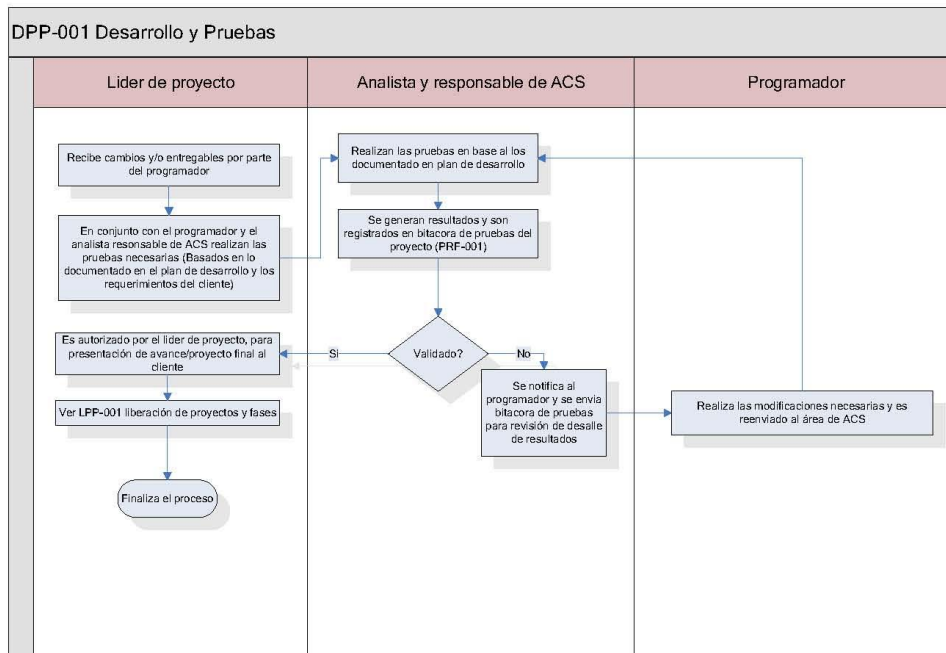 DPP-001 Desarrollo y Pruebas
Lider de proyecto
Analista y responsable de ACS
Programador
Recibe cambios y/o entregables por parte
del programador
En conjunto con el programador y el
analista resonsable de ACS realizan las
pruebas necesarias (Basados en lo
documentado en el plan de desarrollo y los
requerimientos del cliente)
Realizan las pruebas en base al los
documentado en plan de desarrollo
Se generan resultados y son
registrados en bitacora de pruebas del
proyecto (PRF-001)
Validado?
Si
No
Es autorizado por el lider de proyecto, para
presentación de avance/proyecto final al
cliente
Ver LPP-001 liberación de proyectos y fases
Finaliza el proceso
Se notifica al
programador y se envia
bitacora de pruebas
para revisión de desalle
de resultados
Realiza las modificaciones necesarias y es
reenviado al área de ACS